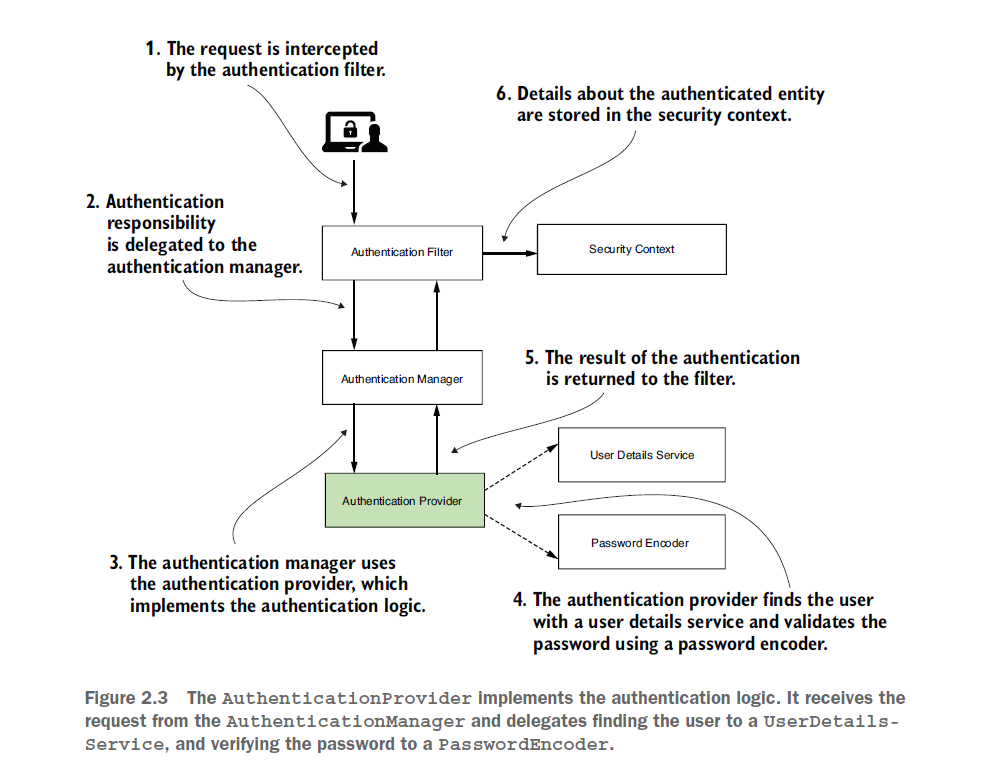 1. The request is intercepted
by the authentication filter.
6. Details about the authenticated entity
are stored in the security context.
2. Authentication
responsibility
is delegated to the
authentication manager.
Authentication Filter
Security Context
5. The result of the authentication
is returned to the filter.
Authentication Manager
User Details Service
Authentication Provider
Password Encoder
3. The authentication manager uses
the authentication provider, which
implements the authentication logic.
4. The authentication provider finds the user
with a user details service and validates the
password using a password encoder.
Figure 2.3 The AuthenticationProvider implements the authentication logic. It receives the
request from the AuthenticationManager and delegates finding the user to a UserDetails-
Service, and verifying the password to a PasswordEncoder.